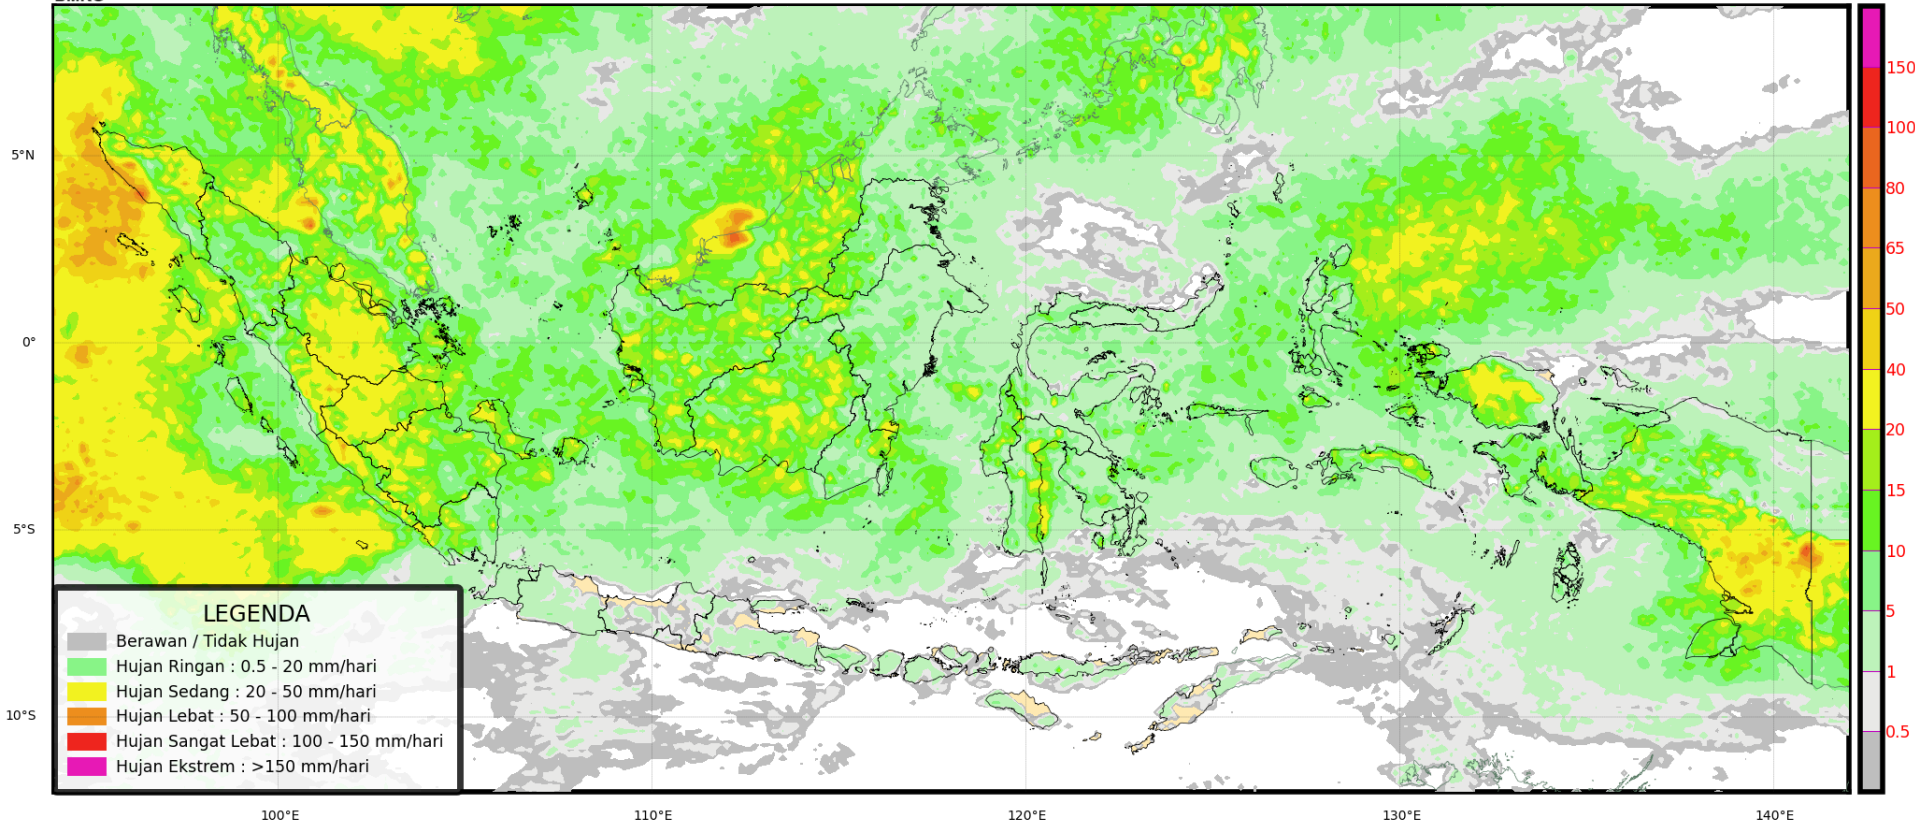 5°N
0°
5°S
10°S
LEGENDA
Berawan / Tidak Hujan
Hujan Ringan : 0.5 - 20 mm/hari
Hujan Sedang : 20 - 50 mm/hari
Hujan Lebat : 50 - 100 mm/hari
Hujan Sangat Lebat : 100 - 150 mm/hari
Hujan Ekstrem : >150 mm/hari
100°E
110°E
120°E
130°E
140°E
150
100
80
65
50
40
20
15
10
5
1
0.5